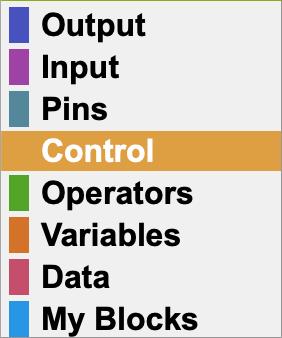 Output
Input
Pins
Control
Operators
Variables
Data
My Blocks